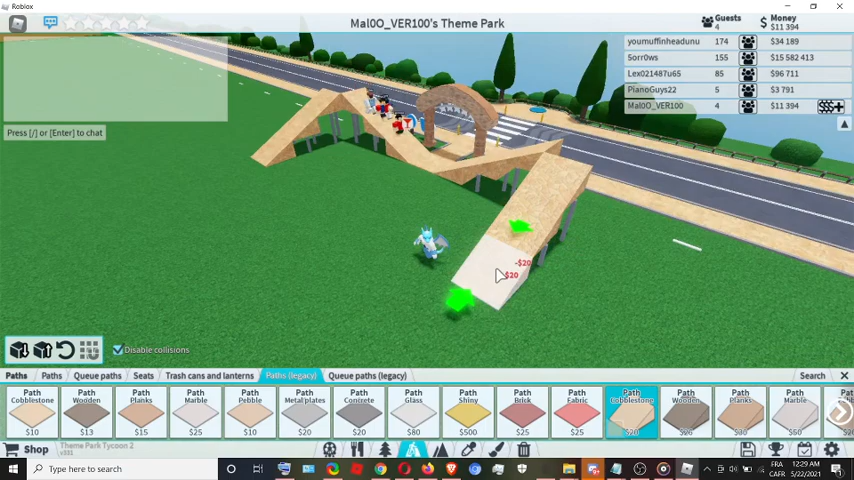 Roblox
Mal0O_VER100's Theme Park
Guests
4
Money
$11 394
youmuffinheadunu 174 $34 189
5orr0ws 155 $15 582 413
Lex021487u65 85 $96 711
PianoGuys22 5 $3 791
Mal0O_VER100 4 $11 394
Press [/] or [Enter] to chat
-$20
-$20
Disable collisions
Paths Paths Queue paths Seats Trash cans and lanterns Paths (legacy) Queue paths (legacy) Search
Path Cobblestone $10
Path Wooden $13
Path Planks $15
Path Marble $25
Path Pebble $10
Path Metal plates $20
Path Concrete $20
Path Glass $80
Path Shiny $500
Path Brick $25
Path Fabric $25
Path Cobblestone $20
Path Wooden
Path Planks
Path Marble
Shop
Theme Park Tycoon 2
v331
Type here to search
FRA
CAFR
12:29 AM
5/22/2021